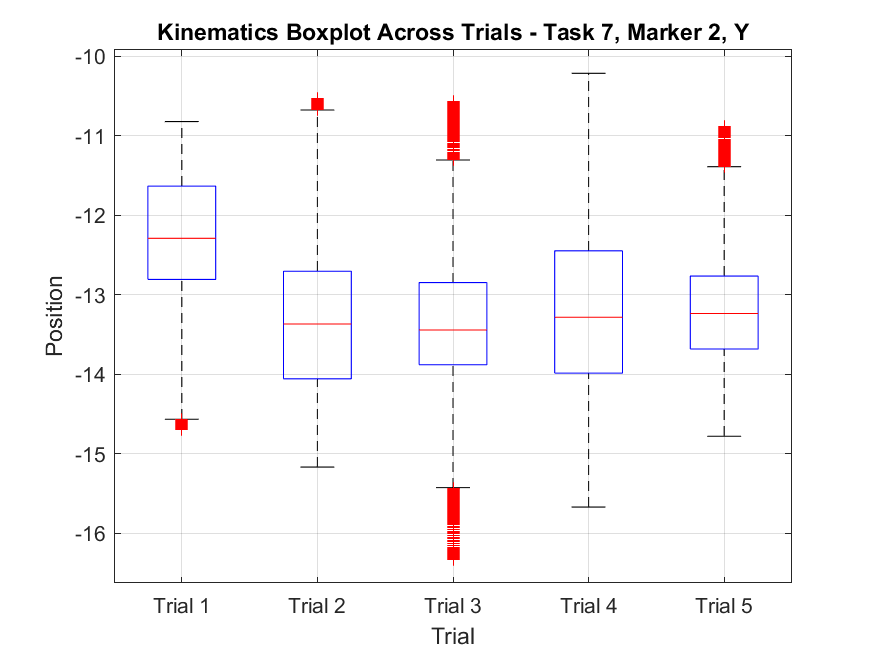 Kinematics Boxplot Across Trials - Task 7, Marker 2, Y
-10
-11
-12
-13
-14
-15
-16
Position
Trial 1 Trial 2 Trial 3 Trial 4 Trial 5
Trial